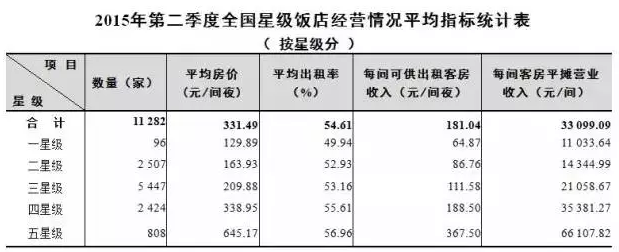 2015年第二季度全国星级饭店经营情况平均指标统计表
（ 按星级分 ）
项 目
星 级
数量（家）
平均房价
（元/间夜）
平均出租率
（%）
每间可供出租客房
收入（元/间夜）
每间客房平摊营业
收入（元/间）
合 计 11 282 331.49 54.61 181.04 33 099.09
一星级 96 129.89 49.94 64.87 11 033.64
二星级 2 507 163.93 52.93 86.76 14 344.99
三星级 5 447 209.88 53.16 111.58 21 058.67
四星级 2 424 338.95 55.61 188.50 35 381.27
五星级 808 645.17 56.96 367.50 66 107.82